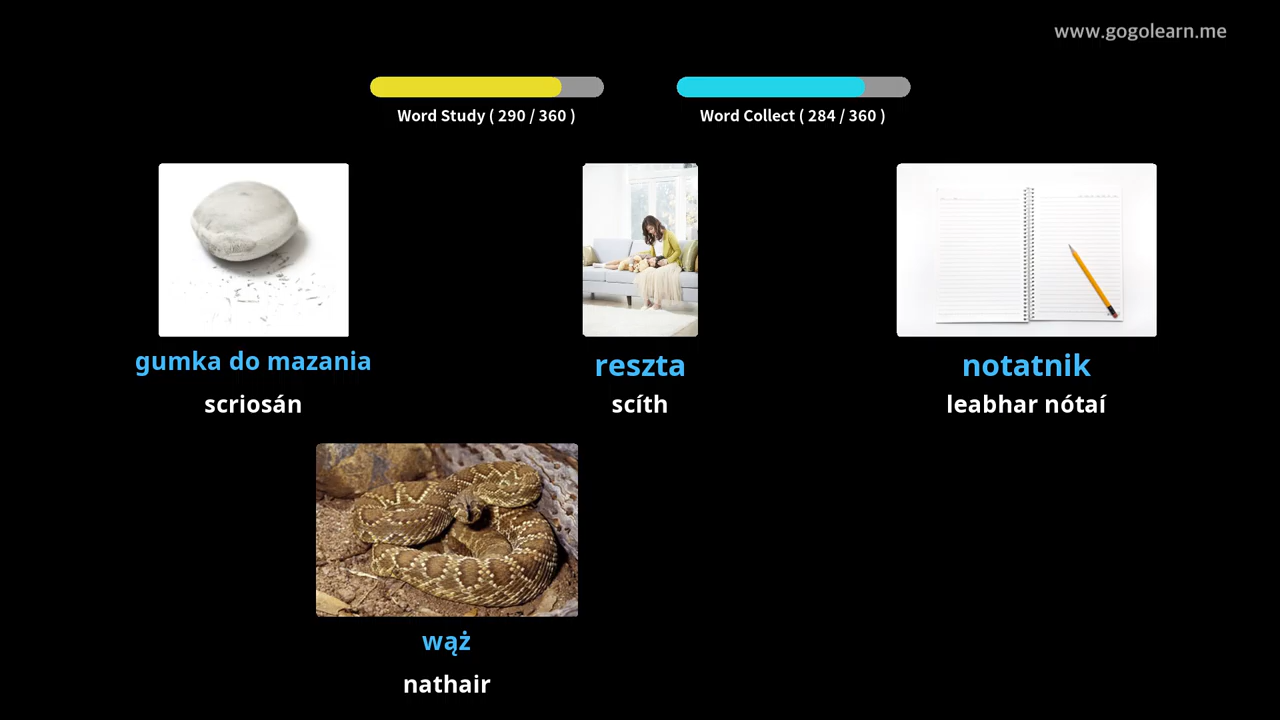 www.gogolearn.me
Word Study ( 290 / 360 )
Word Collect ( 284 / 360 )
gumka do mazania
reszta
notatnik
scriosán
scíth
leabhar nótaí
wąż
nathair